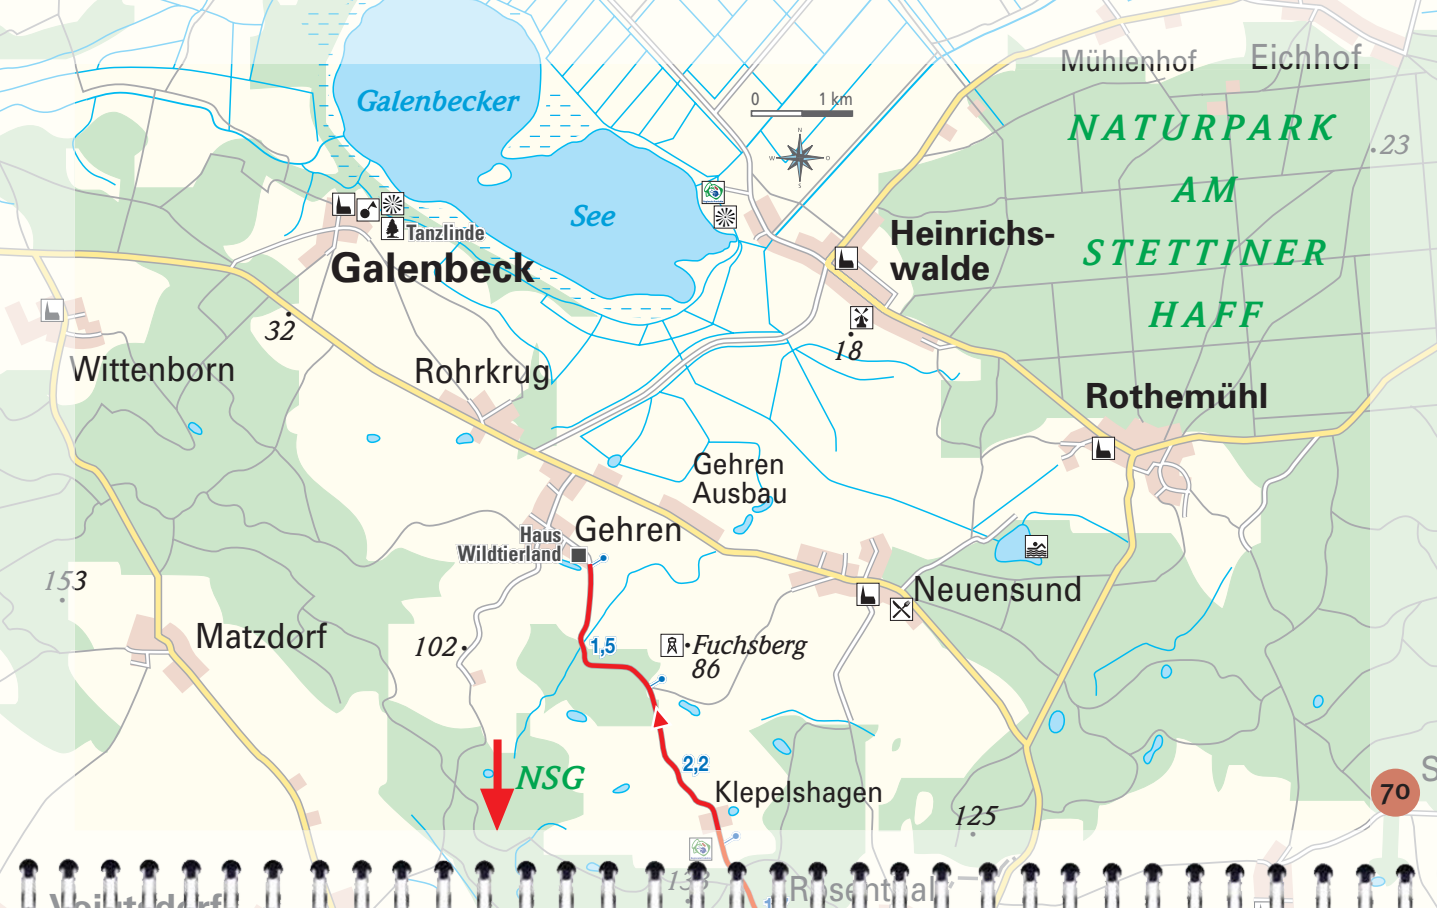 Galenbecker
See
0 1 km
N
W O
S
Mühlenhof
Eichhof
NATURPARK
AM
STETTINER
HAFF
23
Tanzlinde
Galenbeck
Heinrichs-
walde
32
18
Wittenborn
Rohrkrug
Rothemühl
Gehren
Ausbau
Haus
Wildtierland
Gehren
153
Neuensund
Matzdorf
102
1,5
Fuchsberg
86
NSG
2,2
Klepelshagen
S
70
125
Rosenthal